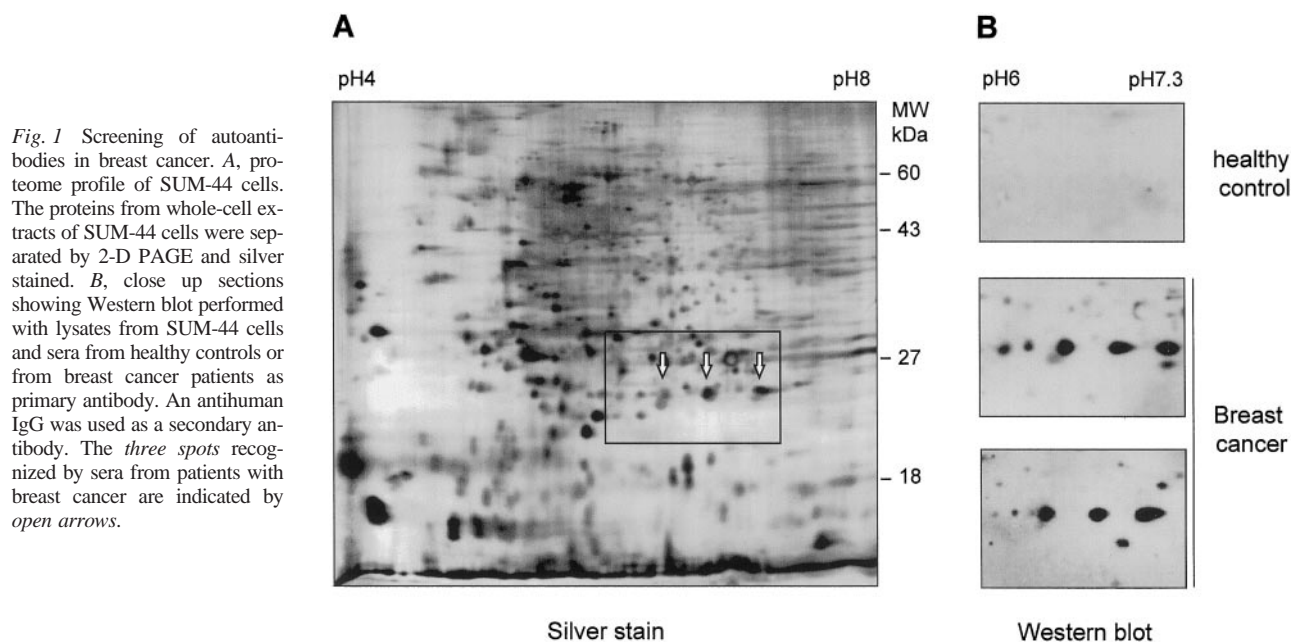 Fig. 1 Screening of autoanti-
bodies in breast cancer. A, pro-
teome profile of SUM-44 cells.
The proteins from whole-cell ex-
tracts of SUM-44 cells were sep-
arated by 2-D PAGE and silver
stained. B, close up sections
showing Western blot performed
with lysates from SUM-44 cells
and sera from healthy controls or
from breast cancer patients as
primary antibody. An antihuman
IgG was used as a secondary an-
tibody. The three spots recog-
nized by sera from patients with
breast cancer are indicated by
open arrows.
A
pH4
pH8
MW
kDa
– 60
– 43
– 27
– 18
Silver stain
B
pH6
pH7.3
healthy
control
Breast
cancer
Western blot